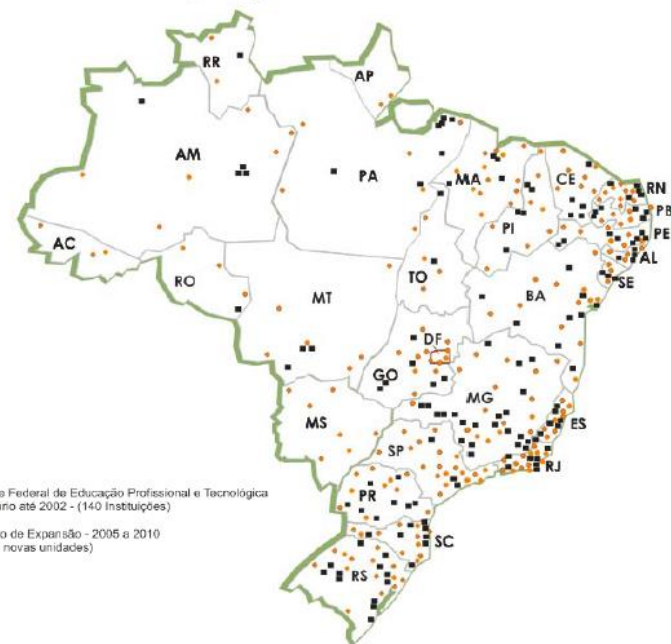 RR
AP
AM
PA
MA
CE
RN
PB
PI
PE
AC
AL
TO
SE
RO
MT
BA
DF
GO
MG
MS
ES
SP
RJ
PR
SC
RS
e Federal de Educação Profissional e Tecnológica
rio até 2002 - (140 Instituições)
o de Expansão - 2005 a 2010
novas unidades)